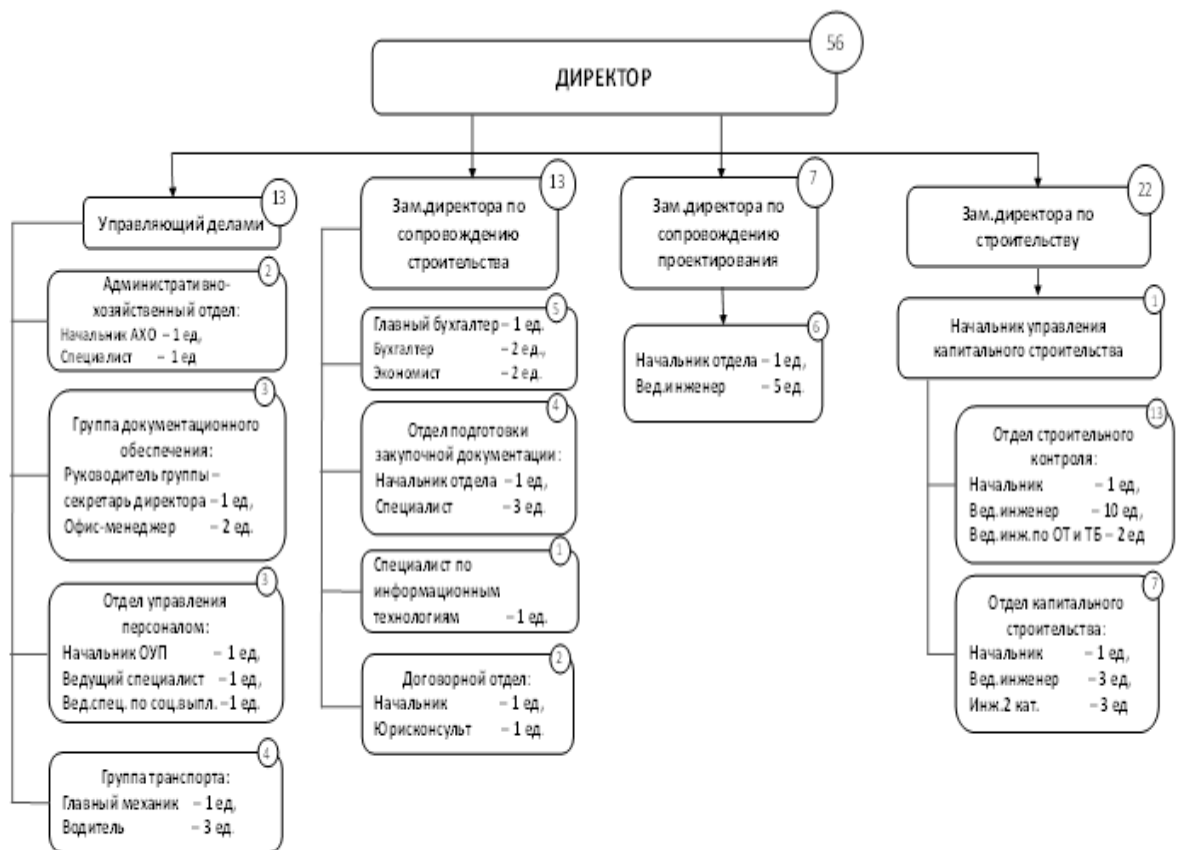 56
ДИРЕКТОР
13
Управляющий делами
2
Административно-
хозяйственный отдел:
Начальник АХО – 1 ед,
Специалист – 1 ед
3
Группа документационного
обеспечения:
Руководитель группы –
секретарь директора – 1 ед,
Офис-менеджер – 2 ед.
3
Отдел управления
персоналом:
Начальник ОУП – 1 ед,
Ведущий специалист – 1 ед,
Вед.спец. по соц.выпл. –1 ед.
4
Группа транспорта:
Главный механик – 1 ед,
Водитель – 3 ед.
13
Зам.директора по
сопровождению
строительства
5
Главный бухгалтер – 1 ед,
Бухгалтер – 2 ед.,
Экономист – 2 ед.
4
Отдел подготовки
закупочной документации:
Начальник отдела – 1 ед,
Специалист – 3 ед.
1
Специалист по
информационным
технологиям – 1 ед.
2
Договорной отдел:
Начальник – 1 ед,
Юрисконсульт – 1 ед.
7
Зам.директора по
сопровождению
проектирования
6
Начальник отдела – 1 ед,
Вед.инженер – 5 ед.
22
Зам.директора по
строительству
1
Начальник управления
капитального строительства
13
Отдел строительного
контроля:
Начальник – 1 ед,
Вед.инженер – 10 ед,
Вед.инж.по ОТ и ТБ – 2 ед
7
Отдел капитального
строительства:
Начальник – 1 ед,
Вед.инженер – 3 ед,
Инж.2 кат. – 3 ед